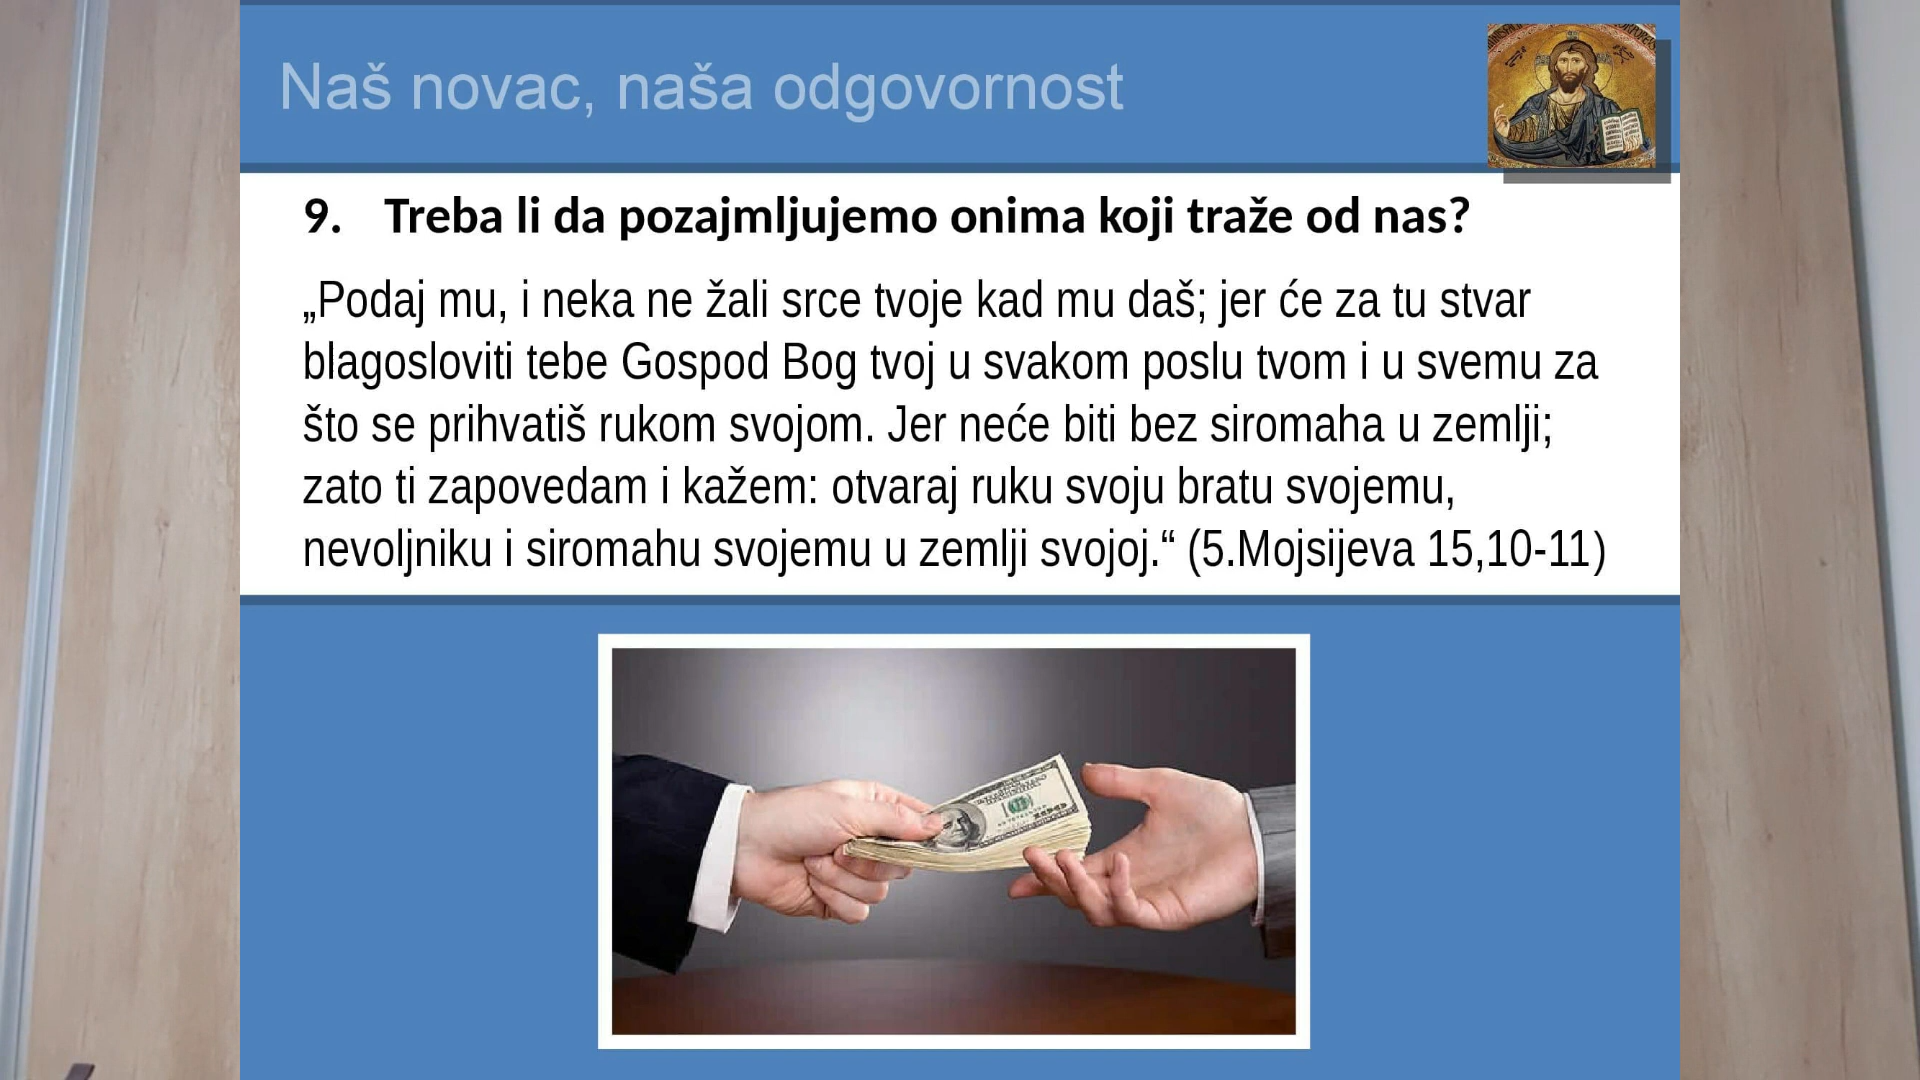 Naš novac, naša odgovornost
9. Treba li da pozajmljujemo onima koji traže od nas?
„Podaj mu, i neka ne žali srce tvoje kad mu daš; jer će za tu stvar
blagosloviti tebe Gospod Bog tvoj u svakom poslu tvom i u svemu za
što se prihvatiš rukom svojom. Jer neće biti bez siromaha u zemlji;
zato ti zapovedam i kažem: otvaraj ruku svoju bratu svojemu,
nevoljniku i siromahu svojemu u zemlji svojoj.“ (5.Mojsijeva 15,10-11)
100